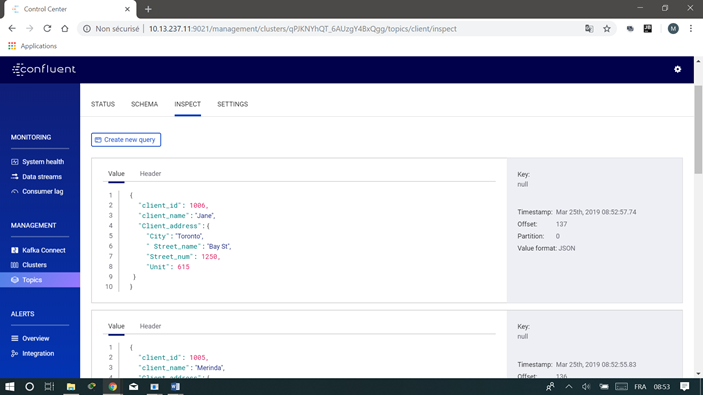 Control Center
Non sécurisé | 10.13.237.11:9021/management/clusters/qPJKNYhQT_6AUzgY4BxQgg/topics/client/inspect
M
Applications
confluent
STATUS SCHEMA INSPECT SETTINGS
MONITORING
System health
Data streams
Consumer lag
MANAGEMENT
Kafka Connect
Clusters
Topics
ALERTS
Overview
Integration
Create new query
Value Header
1 {
2 "client_id": 1006,
3 "client_name": "Jane",
4 "Client_address": {
5 "City": "Toronto",
6 " Street_name": "Bay St",
7 "Street_num": 1250,
8 "Unit": 615
9 }
10 }
Key:
null
Timestamp: Mar 25th, 2019 08:52:57.74
Offset: 137
Partition: 0
Value format: JSON
Value Header
1 {
2 "client_id": 1005,
3 "client_name": "Merinda",
4 "Client_address": {
Key:
null
Timestamp: Mar 25th, 2019 08:52:55.83
Offset: 136
FRA 08:53